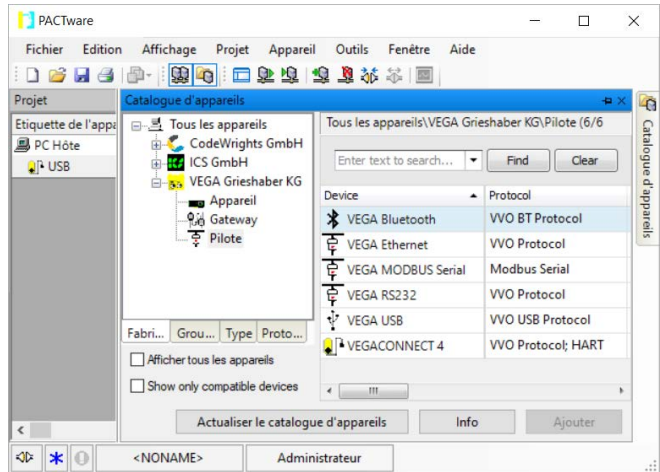 PACTware
Fichier Edition Affichage Projet Appareil Outils Fenêtre Aide
Projet
Etiquette de l'appa
PC Hôte
USB
Catalogue d'appareils
Tous les appareils
CodeWrights GmbH
ICS GmbH
VEGA Grieshaber KG
Appareil
Gateway
Pilote
Fabri... Grou... Type Proto...
Afficher tous les appareils
Show only compatible devices
Tous les appareils\VEGA Grieshaber KG\Pilote (6/6
Enter text to search... Find Clear
Device Protocol
VEGA Bluetooth VVO BT Protocol
VEGA Ethernet VVO Protocol
VEGA MODBUS Serial Modbus Serial
VEGA RS232 VVO Protocol
VEGA USB VVO USB Protocol
VEGACONNECT 4 VVO Protocol; HART
Actualiser le catalogue d'appareils Info Ajouter
Catalogue d'appareils
<NONAME> Administrateur